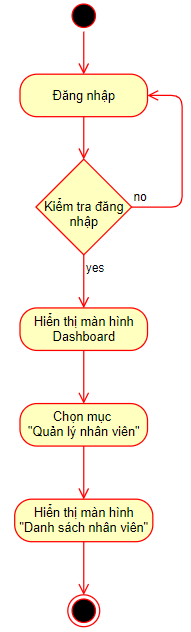 Đăng nhập
Kiểm tra đăng
nhập
no
yes
Hiển thị màn hình
Dashboard
Chọn mục
"Quản lý nhân viên"
Hiển thị màn hình
"Danh sách nhân viên"